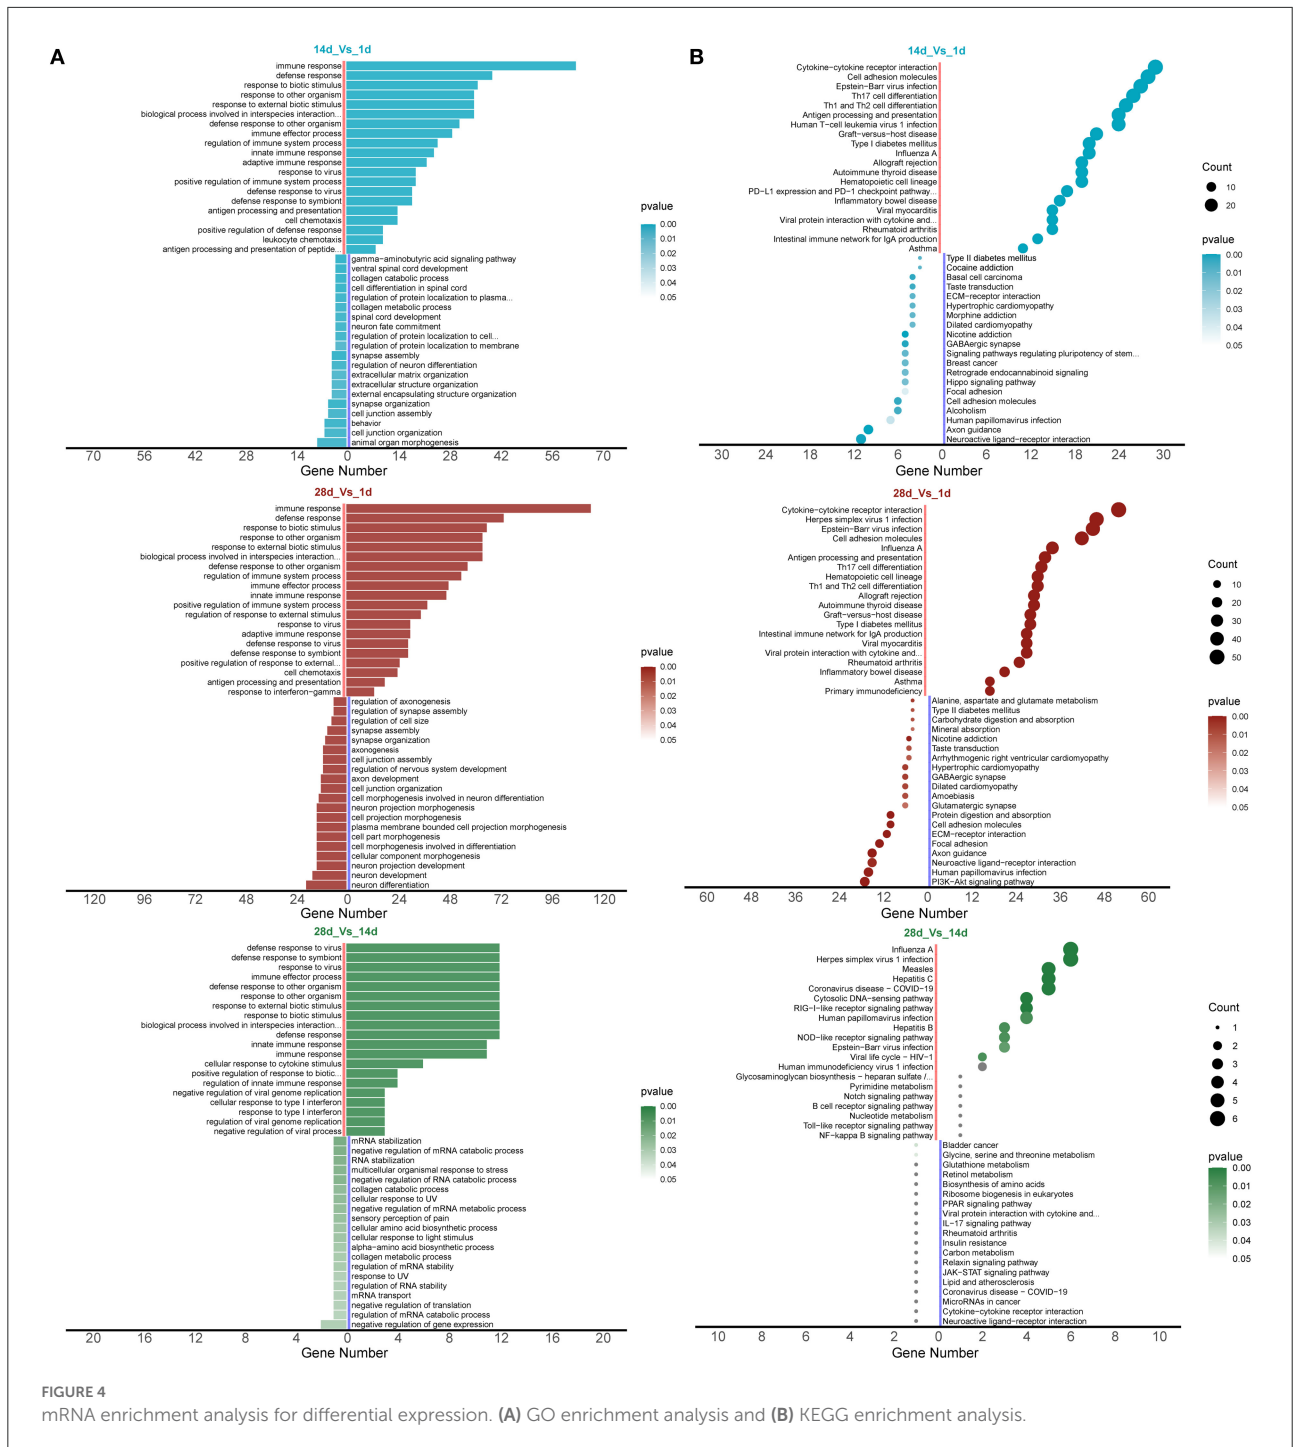 A
14d_Vs_1d
immune response
defense response
response to biotic stimulus
response to other organism
response to external biotic stimulus
biological process involved in interspecies interaction...
defense response to other organism
immune effector process
regulation of immune system process
innate immune response
adaptive immune response
response to virus
positive regulation of immune system process
defense response to virus
defense response to symbiont
antigen processing and presentation
cell chemotaxis
positive regulation of defense response
leukocyte chemotaxis
antigen processing and presentation of peptide...
gamma−aminobutyric acid signaling pathway
ventral spinal cord development
collagen catabolic process
cell differentiation in spinal cord
regulation of protein localization to plasma...
collagen metabolic process
spinal cord development
neuron fate commitment
regulation of protein localization to cell...
regulation of protein localization to membrane
synapse assembly
regulation of neuron differentiation
extracellular matrix organization
extracellular structure organization
external encapsulating structure organization
synapse organization
cell junction assembly
behavior
cell junction organization
animal organ morphogenesis
70 56 42 28 14 0 14 28 42 56 70
Gene Number
pvalue
0.00
0.01
0.02
0.03
0.04
0.05
28d_Vs_1d
immune response
defense response
response to biotic stimulus
response to other organism
response to external biotic stimulus
biological process involved in interspecies interaction...
defense response to other organism
regulation of immune system process
immune effector process
innate immune response
positive regulation of immune system process
regulation of response to external stimulus
response to virus
adaptive immune response
defense response to virus
defense response to symbiont
positive regulation of response to external...
cell chemotaxis
antigen processing and presentation
response to interferon−gamma
regulation of axonogenesis
regulation of synapse assembly
regulation of cell size
synapse assembly
synapse organization
axonogenesis
cell junction assembly
regulation of nervous system development
axon development
cell junction organization
cell morphogenesis involved in neuron differentiation
neuron projection morphogenesis
cell projection morphogenesis
plasma membrane bounded cell projection morphogenesis
cell part morphogenesis
cell morphogenesis involved in differentiation
cellular component morphogenesis
neuron projection development
neuron development
neuron differentiation
120 96 72 48 24 0 24 48 72 96 120
Gene Number
pvalue
0.00
0.01
0.02
0.03
0.04
0.05
28d_Vs_14d
defense response to virus
defense response to symbiont
response to virus
immune effector process
defense response to other organism
response to other organism
response to external biotic stimulus
response to biotic stimulus
biological process involved in interspecies interaction...
defense response
innate immune response
immune response
cellular response to cytokine stimulus
positive regulation of response to biotic...
regulation of innate immune response
negative regulation of viral genome replication
cellular response to type I interferon
response to type I interferon
regulation of viral genome replication
negative regulation of viral process
mRNA stabilization
negative regulation of mRNA catabolic process
RNA stabilization
multicellular organismal response to stress
negative regulation of RNA catabolic process
collagen catabolic process
cellular response to UV
negative regulation of mRNA metabolic process
sensory perception of pain
cellular amino acid biosynthetic process
cellular response to light stimulus
alpha−amino acid biosynthetic process
collagen metabolic process
regulation of mRNA stability
response to UV
regulation of RNA stability
mRNA transport
negative regulation of translation
regulation of mRNA catabolic process
negative regulation of gene expression
20 16 12 8 4 0 4 8 12 16 20
Gene Number
pvalue
0.00
0.01
0.02
0.03
0.04
0.05
B
14d_Vs_1d
Cytokine−cytokine receptor interaction
Cell adhesion molecules
Epstein−Barr virus infection
Th17 cell differentiation
Th1 and Th2 cell differentiation
Antigen processing and presentation
Human T−cell leukemia virus 1 infection
Graft−versus−host disease
Type I diabetes mellitus
Influenza A
Allograft rejection
Autoimmune thyroid disease
Hematopoietic cell lineage
PD−L1 expression and PD−1 checkpoint pathway...
Inflammatory bowel disease
Viral myocarditis
Viral protein interaction with cytokine and...
Rheumatoid arthritis
Intestinal immune network for IgA production
Asthma
Type II diabetes mellitus
Cocaine addiction
Basal cell carcinoma
Taste transduction
ECM−receptor interaction
Hypertrophic cardiomyopathy
Morphine addiction
Dilated cardiomyopathy
Nicotine addiction
GABAergic synapse
Signaling pathways regulating pluripotency of stem...
Breast cancer
Retrograde endocannabinoid signaling
Hippo signaling pathway
Focal adhesion
Cell adhesion molecules
Alcoholism
Human papillomavirus infection
Axon guidance
Neuroactive ligand−receptor interaction
30 24 18 12 6 0 6 12 18 24 30
Gene Number
Count
10
20
pvalue
0.00
0.01
0.02
0.03
0.04
0.05
28d_Vs_1d
Cytokine−cytokine receptor interaction
Herpes simplex virus 1 infection
Epstein−Barr virus infection
Cell adhesion molecules
Influenza A
Antigen processing and presentation
Th17 cell differentiation
Hematopoietic cell lineage
Th1 and Th2 cell differentiation
Allograft rejection
Autoimmune thyroid disease
Graft−versus−host disease
Type I diabetes mellitus
Intestinal immune network for IgA production
Viral myocarditis
Viral protein interaction with cytokine and...
Rheumatoid arthritis
Inflammatory bowel disease
Asthma
Primary immunodeficiency
Alanine, aspartate and glutamate metabolism
Type II diabetes mellitus
Carbohydrate digestion and absorption
Mineral absorption
Nicotine addiction
Taste transduction
Arrhythmogenic right ventricular cardiomyopathy
Hypertrophic cardiomyopathy
GABAergic synapse
Dilated cardiomyopathy
Amoebiasis
Glutamatergic synapse
Protein digestion and absorption
Cell adhesion molecules
ECM−receptor interaction
Focal adhesion
Axon guidance
Neuroactive ligand−receptor interaction
Human papillomavirus infection
PI3K−Akt signaling pathway
60 48 36 24 12 0 12 24 36 48 60
Gene Number
Count
10
20
30
40
50
pvalue
0.00
0.01
0.02
0.03
0.04
0.05
28d_Vs_14d
Influenza A
Herpes simplex virus 1 infection
Measles
Hepatitis C
Coronavirus disease − COVID−19
Cytosolic DNA−sensing pathway
RIG−I−like receptor signaling pathway
Human papillomavirus infection
Hepatitis B
NOD−like receptor signaling pathway
Epstein−Barr virus infection
Viral life cycle − HIV−1
Human immunodeficiency virus 1 infection
Glycosaminoglycan biosynthesis − heparan sulfate /...
Pyrimidine metabolism
Notch signaling pathway
B cell receptor signaling pathway
Nucleotide metabolism
Toll−like receptor signaling pathway
NF−kappa B signaling pathway
Bladder cancer
Glycine, serine and threonine metabolism
Glutathione metabolism
Retinol metabolism
Biosynthesis of amino acids
Ribosome biogenesis in eukaryotes
PPAR signaling pathway
Viral protein interaction with cytokine and...
IL−17 signaling pathway
Rheumatoid arthritis
Insulin resistance
Carbon metabolism
Relaxin signaling pathway
JAK−STAT signaling pathway
Lipid and atherosclerosis
Coronavirus disease − COVID−19
MicroRNAs in cancer
Cytokine−cytokine receptor interaction
Neuroactive ligand−receptor interaction
10 8 6 4 2 0 2 4 6 8 10
Gene Number
Count
1
2
3
4
5
6
pvalue
0.00
0.01
0.02
0.03
0.04
0.05
FIGURE 4
mRNA enrichment analysis for differential expression. (A) GO enrichment analysis and (B) KEGG enrichment analysis.